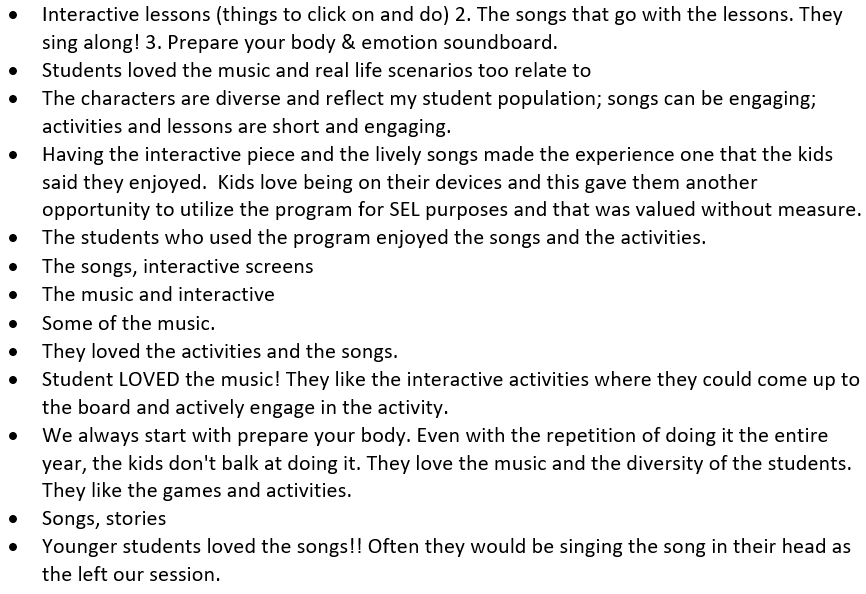 • Interactive lessons (things to click on and do) 2. The songs that go with the lessons. They
sing along! 3. Prepare your body & emotion soundboard.
• Students loved the music and real life scenarios too relate to
• The characters are diverse and reflect my student population; songs can be engaging;
activities and lessons are short and engaging.
• Having the interactive piece and the lively songs made the experience one that the kids
said they enjoyed.  Kids love being on their devices and this gave them another
opportunity to utilize the program for SEL purposes and that was valued without measure.
• The students who used the program enjoyed the songs and the activities.
• The songs, interactive screens
• The music and interactive
• Some of the music.
• They loved the activities and the songs.
• Student LOVED the music! They like the interactive activities where they could come up to
the board and actively engage in the activity.
• We always start with prepare your body. Even with the repetition of doing it the entire
year, the kids don't balk at doing it. They love the music and the diversity of the students.
They like the games and activities.
• Songs, stories
• Younger students loved the songs!! Often they would be singing the song in their head as
the left our session.